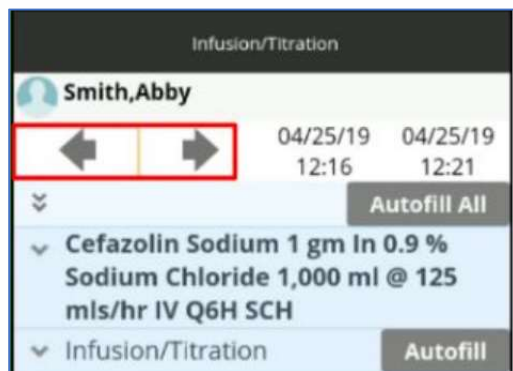 Infusion/Titration
Smith,Abby
04/25/19 04/25/19
12:16 12:21
Autofill All
Cefazolin Sodium 1 gm In 0.9 %
Sodium Chloride 1,000 ml @ 125
mls/hr IV Q6H SCH
Infusion/Titration Autofill